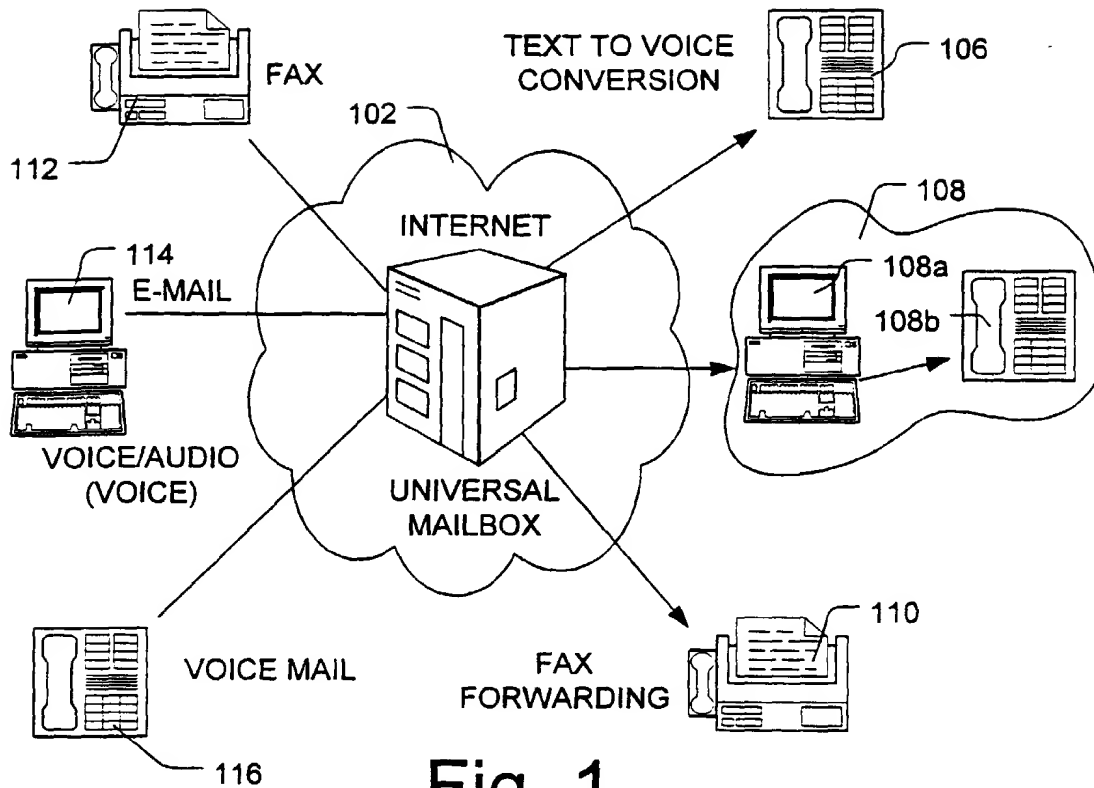 FAX
112
TEXT TO VOICE
CONVERSION
106
102
INTERNET
108
114
E-MAIL
108a
108b
VOICE/AUDIO
(VOICE)
UNIVERSAL
MAILBOX
110
VOICE MAIL
FAX
FORWARDING
116
Fig. 1